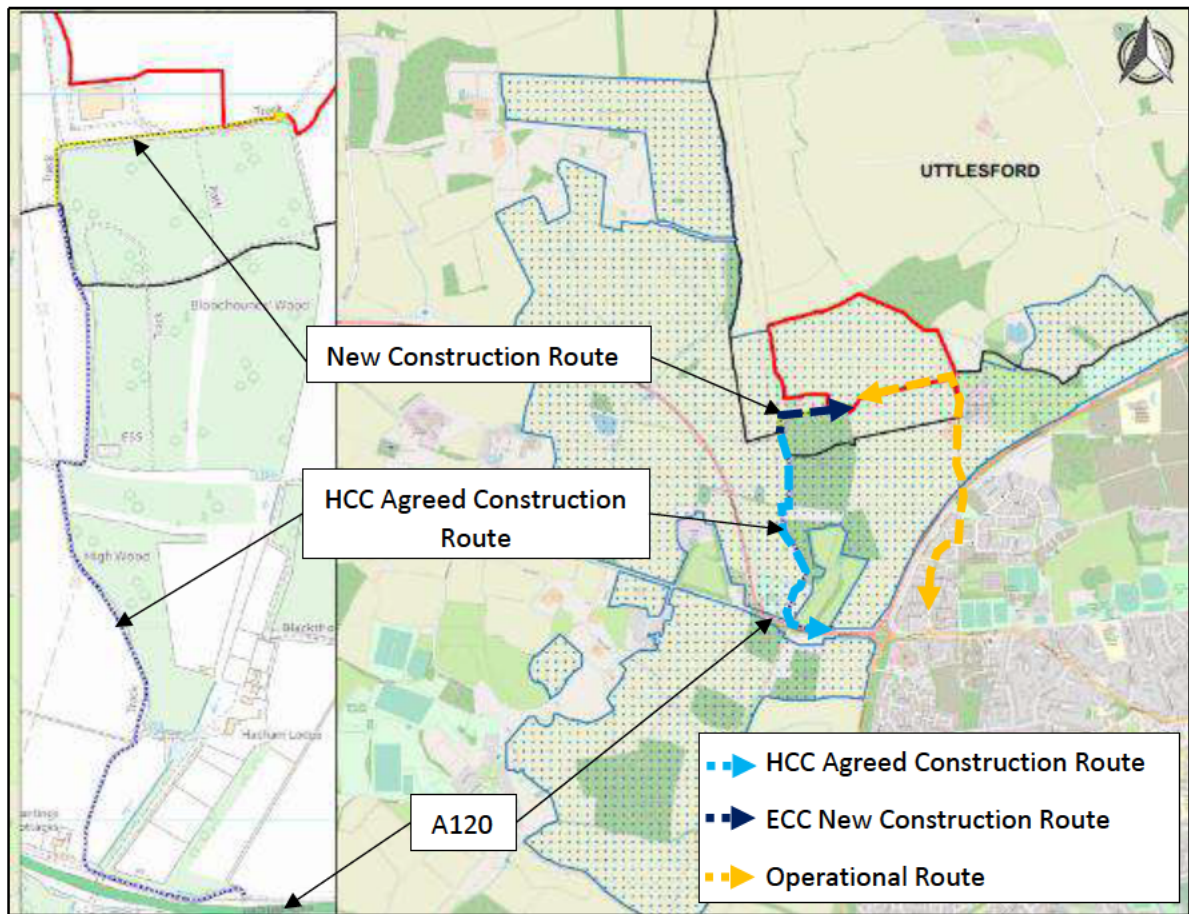 Track
Track
Path
UTTLESFORD
Bloodhounds' Wood
Track
New Construction Route
ESS
HCC Agreed Construction
Route
High Wood
Track
Hadham Lodge
A120
HCC Agreed Construction Route
ECC New Construction Route
Operational Route